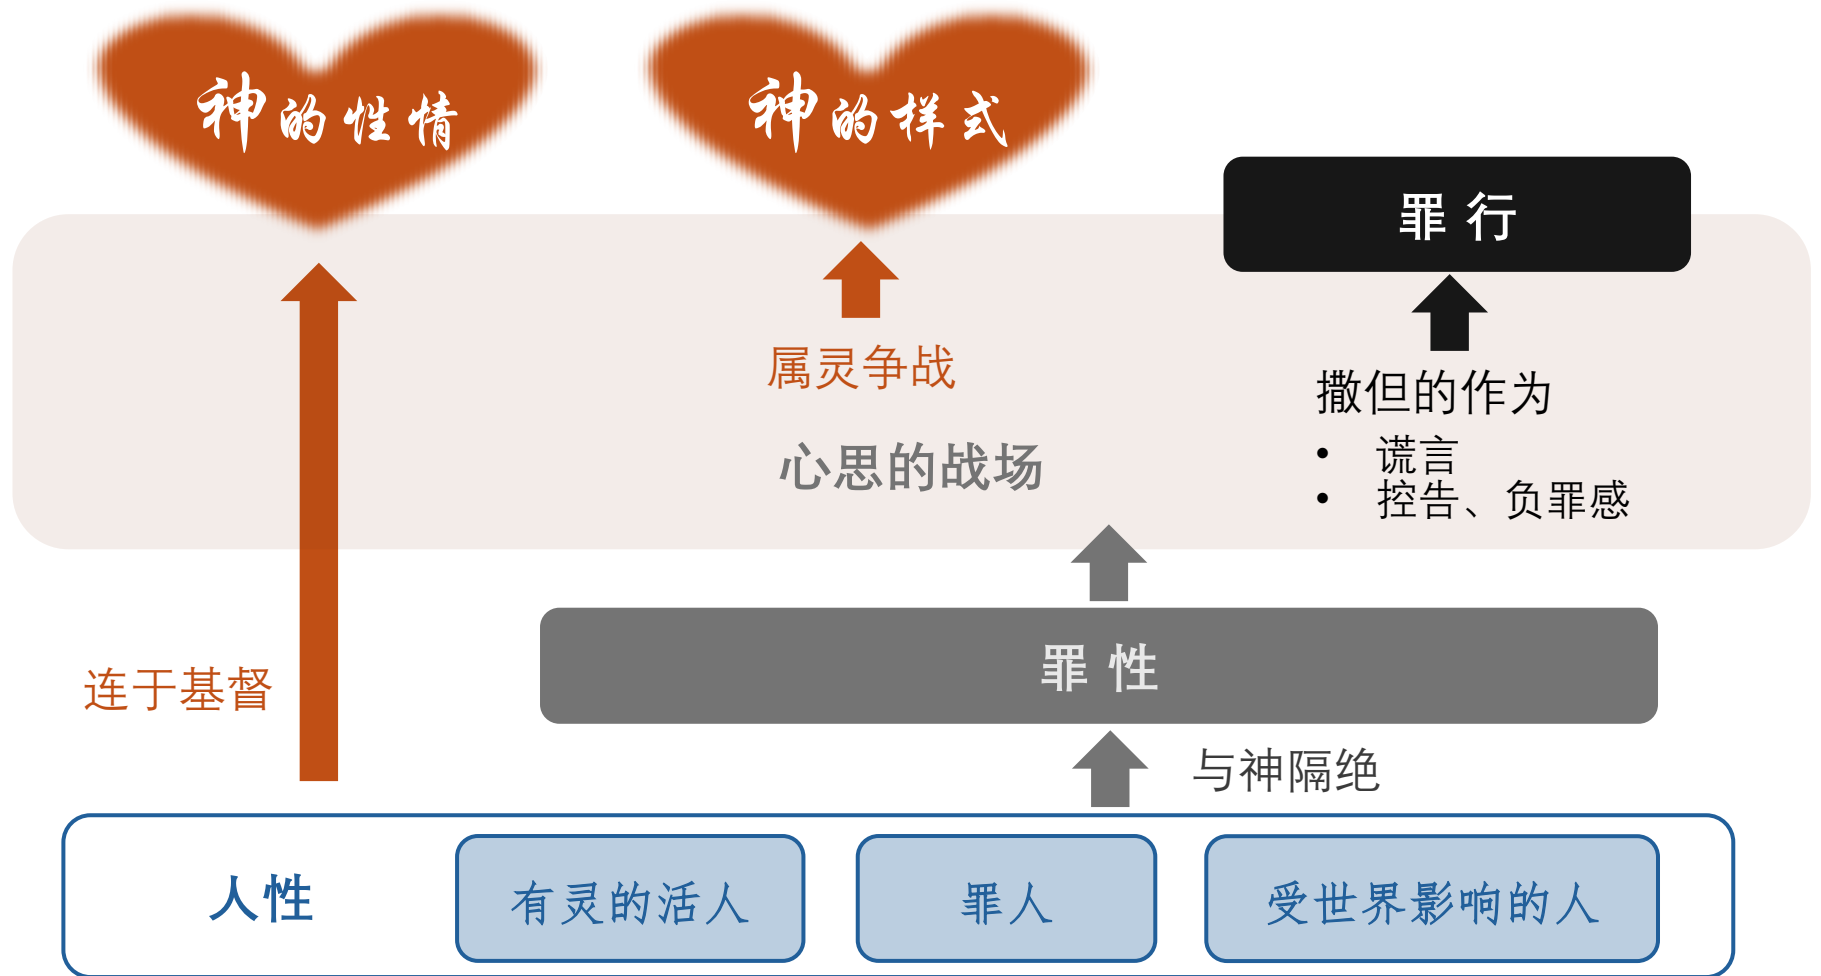 神的性情
神的样式
罪行
属灵争战
撒但的作为
心思的战场
• 谎言
• 控告、负罪感
罪性
连于基督
与神隔绝
人性
有灵的活人
罪人
受世界影响的人